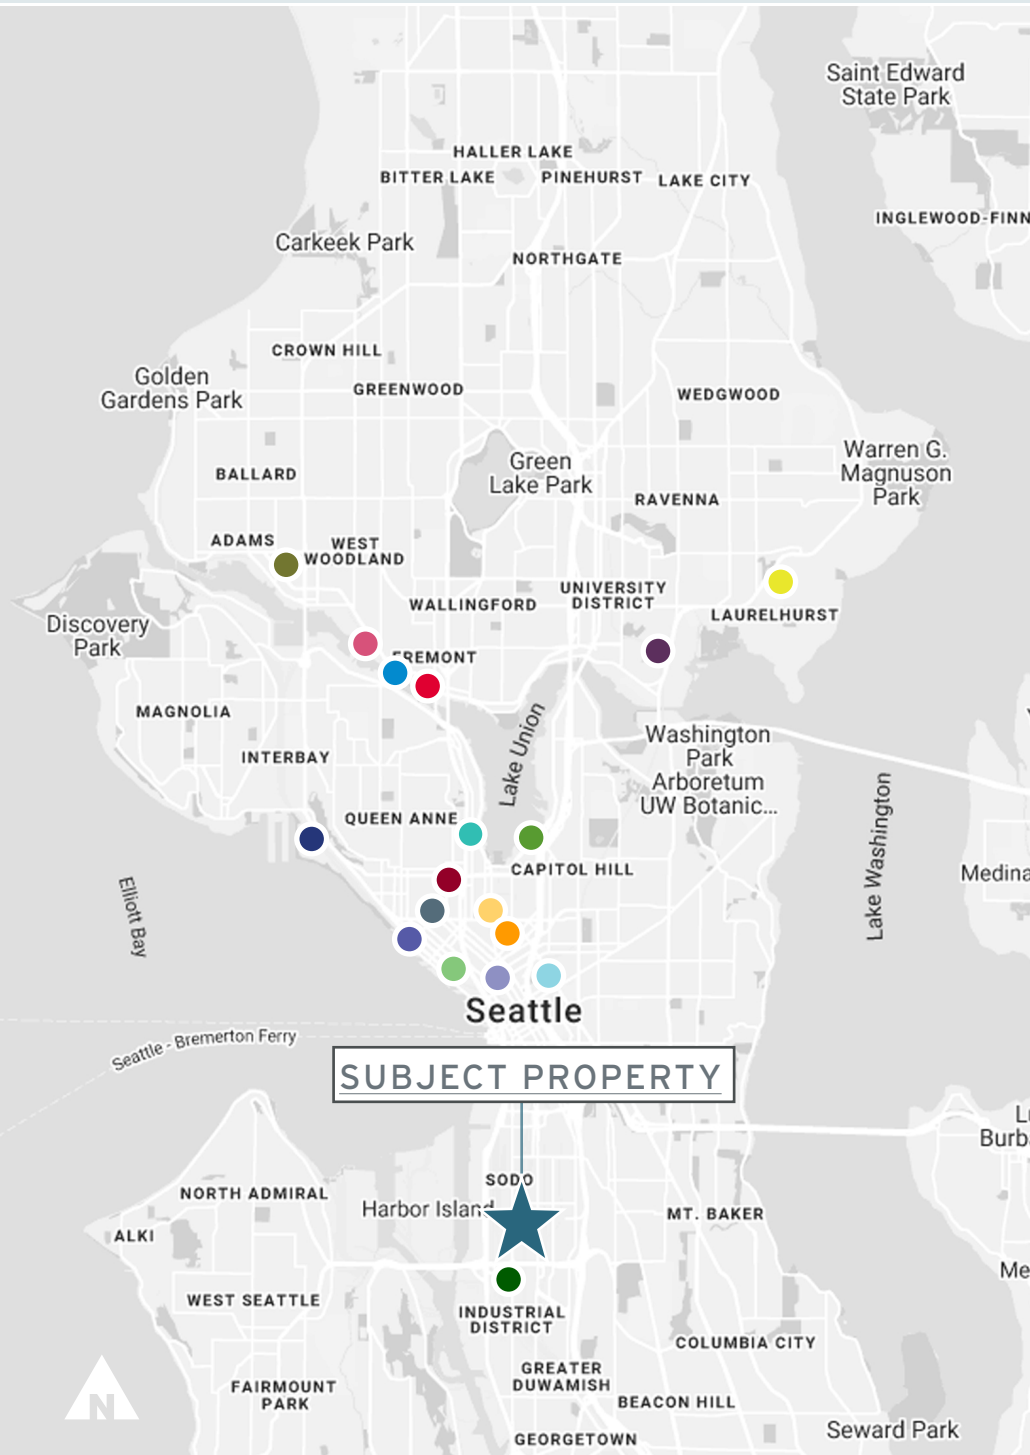 Saint Edward
State Park
HALLER LAKE
BITTER LAKE
PINEHURST
LAKE CITY
INGLEWOOD-FINN
Carkeek Park
NORTHGATE
CROWN HILL
Golden
Gardens Park
GREENWOOD
WEDGWOOD
Warren G.
Magnuson
Park
Green
Lake Park
BALLARD
RAVENNA
ADAMS
WEST
WOODLAND
UNIVERSITY
DISTRICT
WALLINGFORD
LAURELHURST
Discovery
Park
FREMONT
MAGNOLIA
Lake Union
Washington
Park
Arboretum
UW Botanic...
INTERBAY
QUEEN ANNE
CAPITOL HILL
Lake Washington
Medina
Elliott Bay
Seattle
Seattle - Bremerton Ferry
SUBJECT PROPERTY
Burb
SODO
NORTH ADMIRAL
Harbor Island
MT. BAKER
ALKI
Me
WEST SEATTLE
INDUSTRIAL
DISTRICT
COLUMBIA CITY
GREATER
DUWAMISH
FAIRMOUNT
PARK
BEACON HILL
Seward Park
GEORGETOWN
N